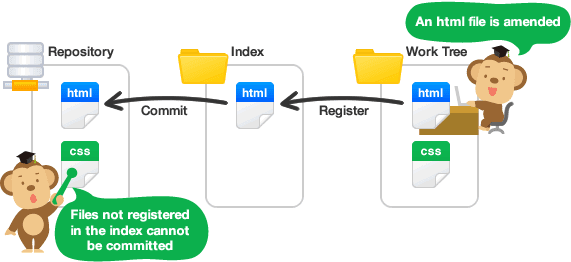 An html file is amended
Repository
Index
Work Tree
html
html
html
Commit
Register
css
css
Files not registered
in the index cannot
be committed